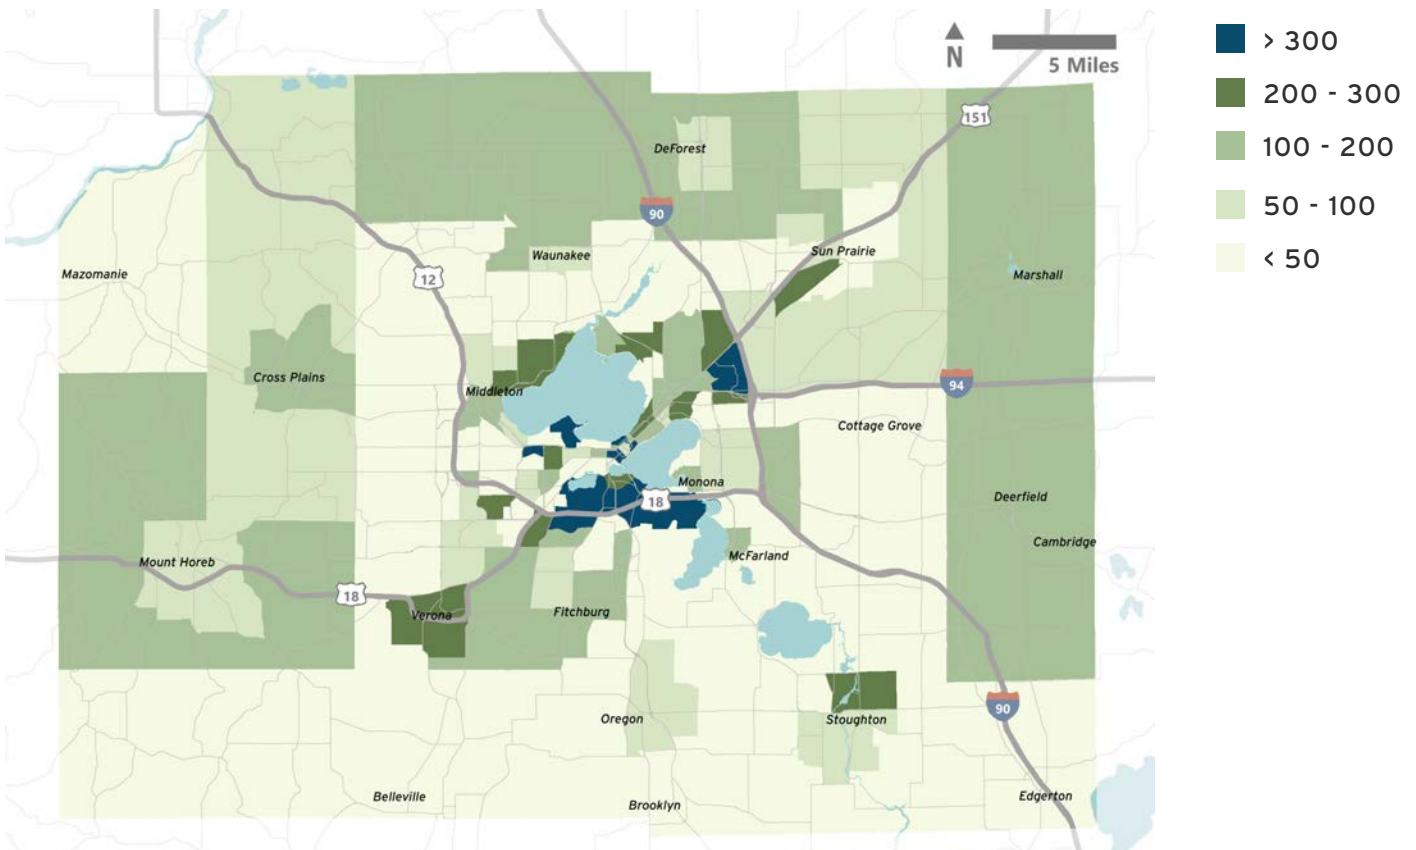 N
5 Miles
> 300
200 - 300
100 - 200
50 - 100
< 50
151
DeForest
90
Waunakee
Sun Prairie
Mazomanie
12
Marshall
Cross Plains
Middleton
94
Cottage Grove
Monona
18
Deerfield
Cambridge
Mount Horeb
McFarland
18
Verona
Fitchburg
90
Oregon
Stoughton
Belleville
Brooklyn
Edgerton